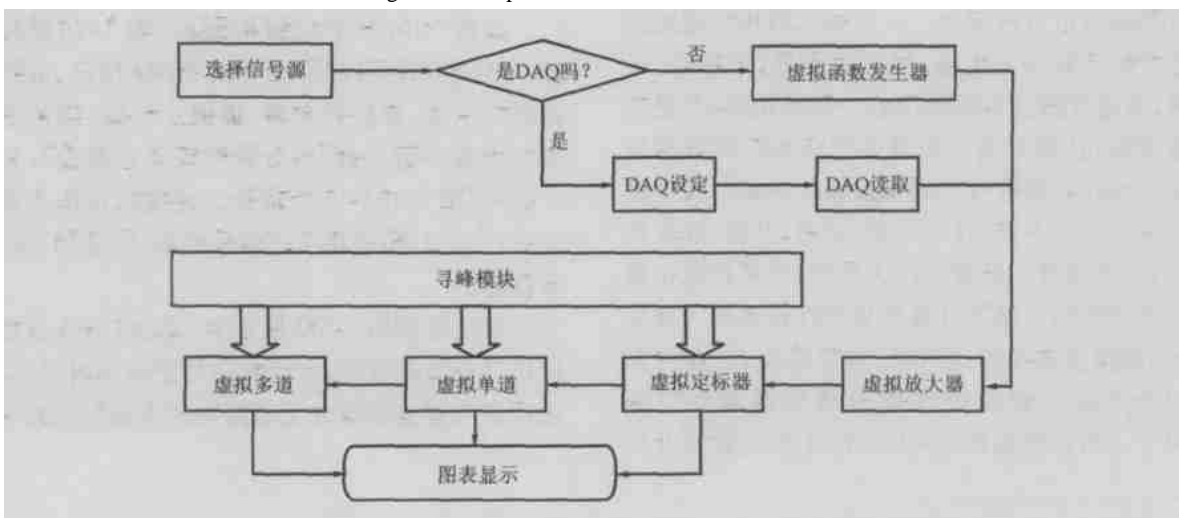 选择信号源
是DAQ吗？
否
虚拟函数发生器
是
DAQ设定
DAQ读取
寻峰模块
虚拟多道
虚拟单道
虚拟定标器
虚拟放大器
图表显示